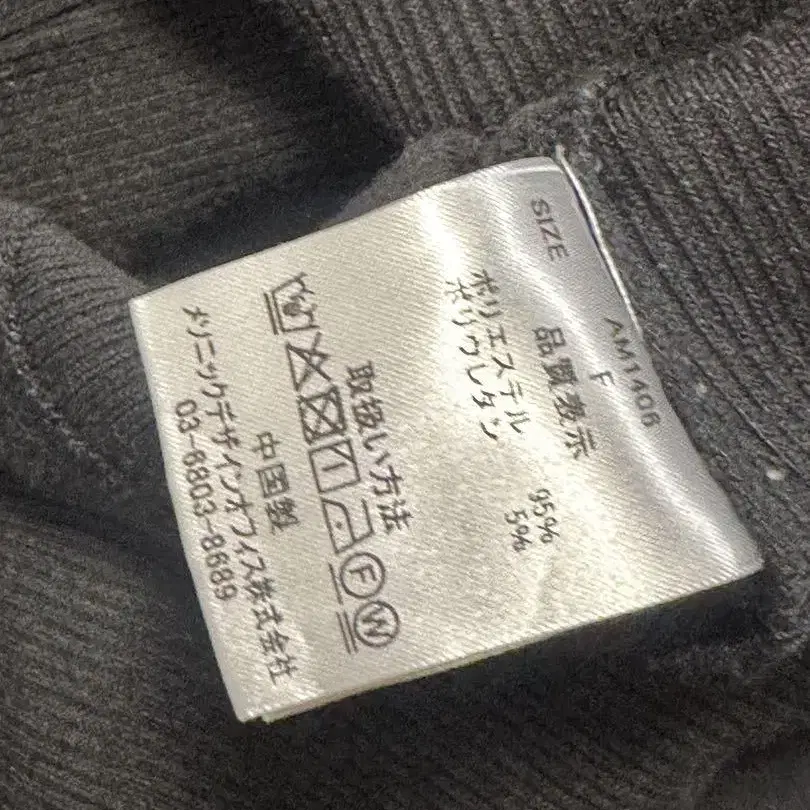 AM1406
SIZE F
品質表示
ポリエステル 95%
ポリウレタン 5%
取扱い方法
F W
中国製
メソニックデザインオフィス株式会社
03-6803-8689